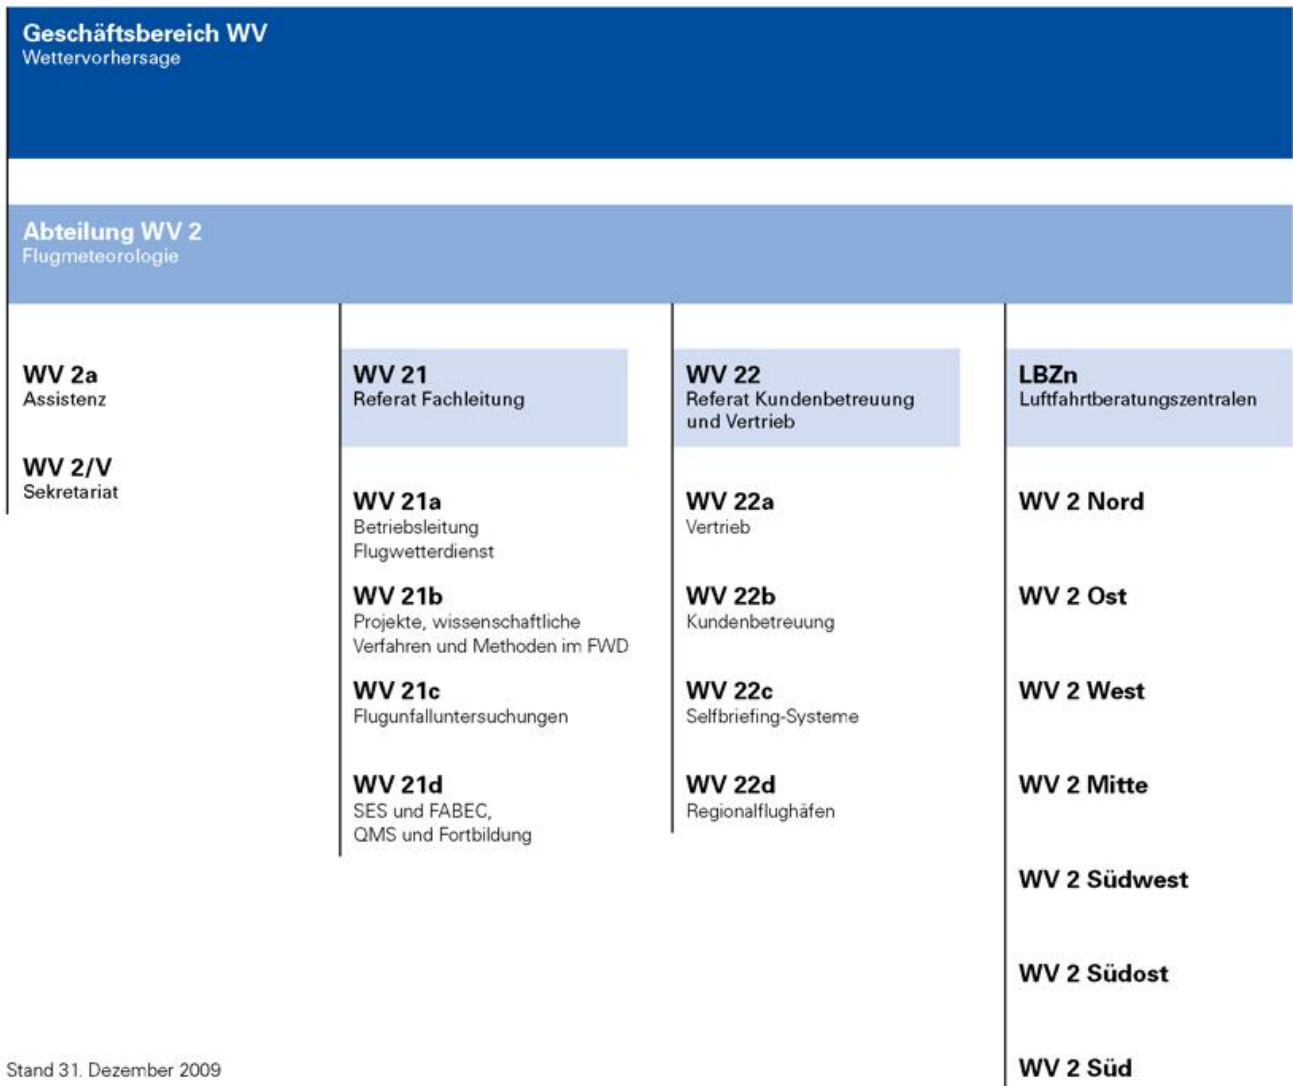 Geschäftsbereich WV
Wettervorhersage
Abteilung WV 2
Flugmeteorologie
WV 2a
Assistenz
WV 2/V
Sekretariat
WV 21
Referat Fachleitung
WV 21a
Betriebsleitung
Flugwetterdienst
WV 21b
Projekte, wissenschaftliche
Verfahren und Methoden im FWD
WV 21c
Flugunfalluntersuchungen
WV 21d
SES und FABEC,
QMS und Fortbildung
WV 22
Referat Kundenbetreuung
und Vertrieb
WV 22a
Vertrieb
WV 22b
Kundenbetreuung
WV 22c
Selfbriefing-Systeme
WV 22d
Regionalflughäfen
LBZn
Luftfahrtberatungszentralen
WV 2 Nord
WV 2 Ost
WV 2 West
WV 2 Mitte
WV 2 Südwest
WV 2 Südost
WV 2 Süd
Stand 31. Dezember 2009